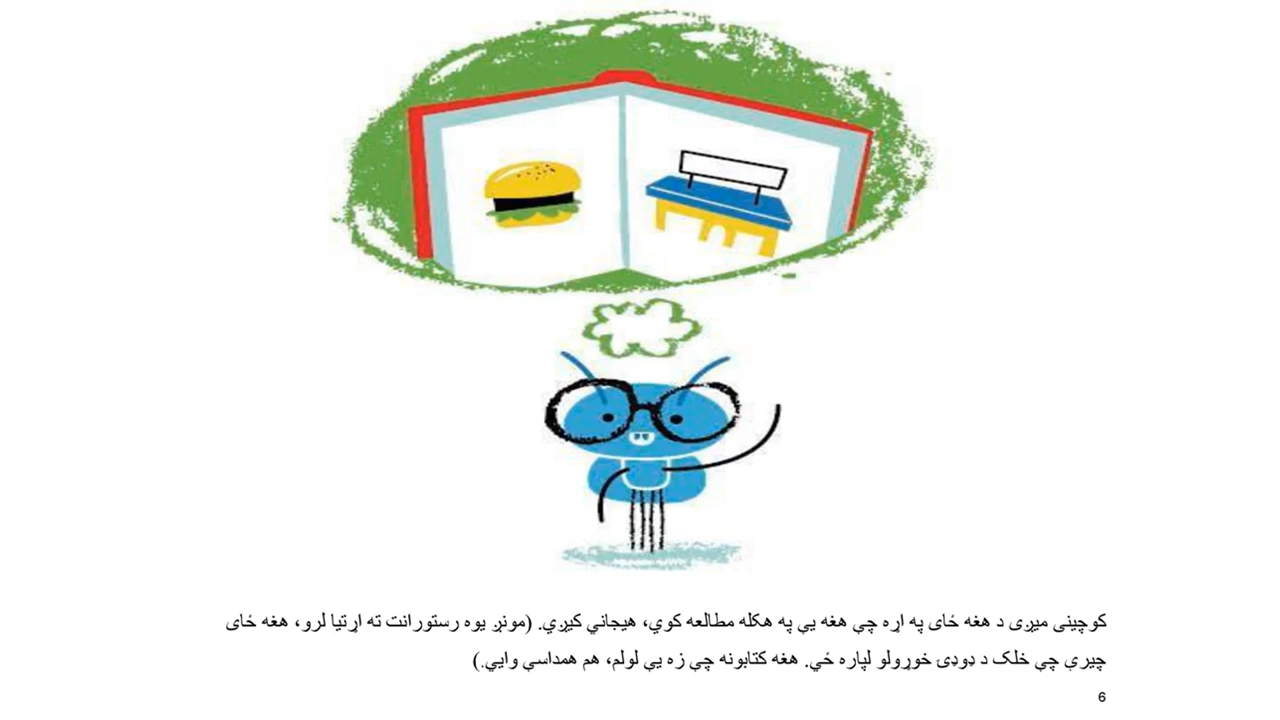 کوچینی میږی د هغه ځای په اړه چې هغه یې په هکله مطالعه کوي، هیجاني کیږي. (مونږ یوه رستورانت ته اړتیا لرو، هغه ځای
چیرې چې خلک د ډوډۍ خوړولو لپاره ځي. هغه کتابونه چې زه یې لولم، هم همداسې وایي.)
6